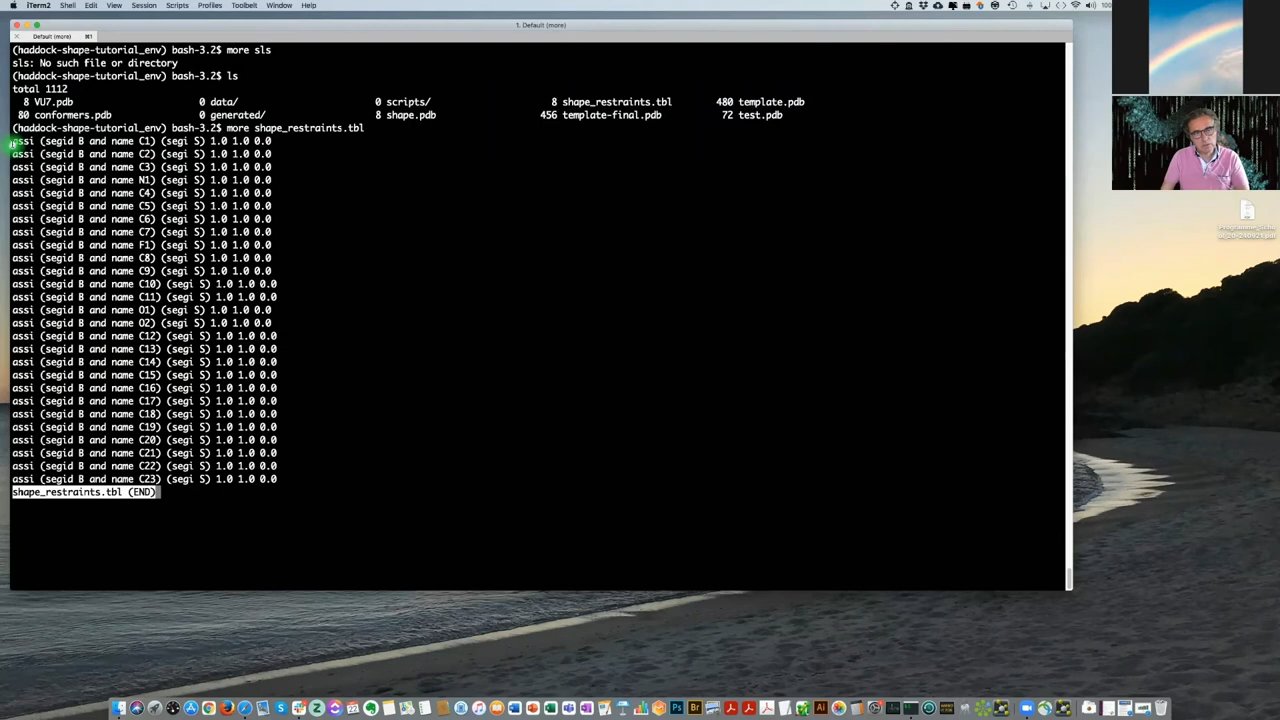 iTerm2 Shell Edit View Session Scripts Profiles Toolbelt Window Help
1. Default (more)
Default (more) ⌘1
(haddock-shape-tutorial_env) bash-3.2$ more sls
sls: No such file or directory
(haddock-shape-tutorial_env) bash-3.2$ ls
total 1112
8 VU7.pdb 0 data/ 0 scripts/ 8 shape_restraints.tbl 480 template.pdb
80 conformers.pdb 0 generated/ 8 shape.pdb 456 template-final.pdb 72 test.pdb
(haddock-shape-tutorial_env) bash-3.2$ more shape_restraints.tbl
assi (segid B and name C1) (segi S) 1.0 1.0 0.0
assi (segid B and name C2) (segi S) 1.0 1.0 0.0
assi (segid B and name C3) (segi S) 1.0 1.0 0.0
assi (segid B and name N1) (segi S) 1.0 1.0 0.0
assi (segid B and name C4) (segi S) 1.0 1.0 0.0
assi (segid B and name C5) (segi S) 1.0 1.0 0.0
assi (segid B and name C6) (segi S) 1.0 1.0 0.0
assi (segid B and name C7) (segi S) 1.0 1.0 0.0
assi (segid B and name F1) (segi S) 1.0 1.0 0.0
assi (segid B and name C8) (segi S) 1.0 1.0 0.0
assi (segid B and name C9) (segi S) 1.0 1.0 0.0
assi (segid B and name C10) (segi S) 1.0 1.0 0.0
assi (segid B and name C11) (segi S) 1.0 1.0 0.0
assi (segid B and name O1) (segi S) 1.0 1.0 0.0
assi (segid B and name O2) (segi S) 1.0 1.0 0.0
assi (segid B and name C12) (segi S) 1.0 1.0 0.0
assi (segid B and name C13) (segi S) 1.0 1.0 0.0
assi (segid B and name C14) (segi S) 1.0 1.0 0.0
assi (segid B and name C15) (segi S) 1.0 1.0 0.0
assi (segid B and name C16) (segi S) 1.0 1.0 0.0
assi (segid B and name C17) (segi S) 1.0 1.0 0.0
assi (segid B and name C18) (segi S) 1.0 1.0 0.0
assi (segid B and name C19) (segi S) 1.0 1.0 0.0
assi (segid B and name C20) (segi S) 1.0 1.0 0.0
assi (segid B and name C21) (segi S) 1.0 1.0 0.0
assi (segid B and name C22) (segi S) 1.0 1.0 0.0
assi (segid B and name C23) (segi S) 1.0 1.0 0.0
shape_restraints.tbl (END)